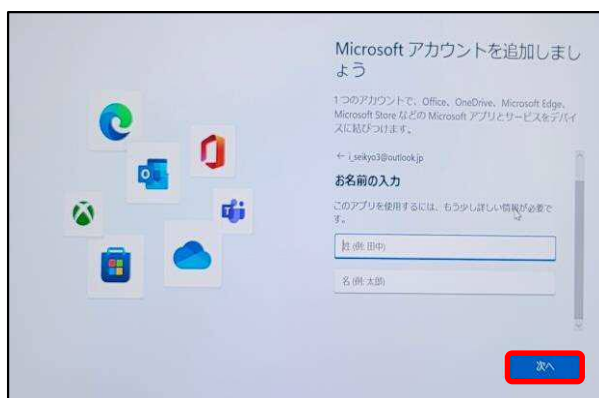 Microsoft アカウントを追加しまし
ょう
1つのアカウントで、Office、OneDrive、Microsoft Edge、
Microsoft Store などの Microsoft アプリとサービスをデバイ
スに結びつけます。
← i_seikyo3@outlook.jp
お名前の入力
このアプリを使用するには、もう少し詳しい情報が必要で
す。
姓 (例: 田中)
名 (例: 太郎)
次へ